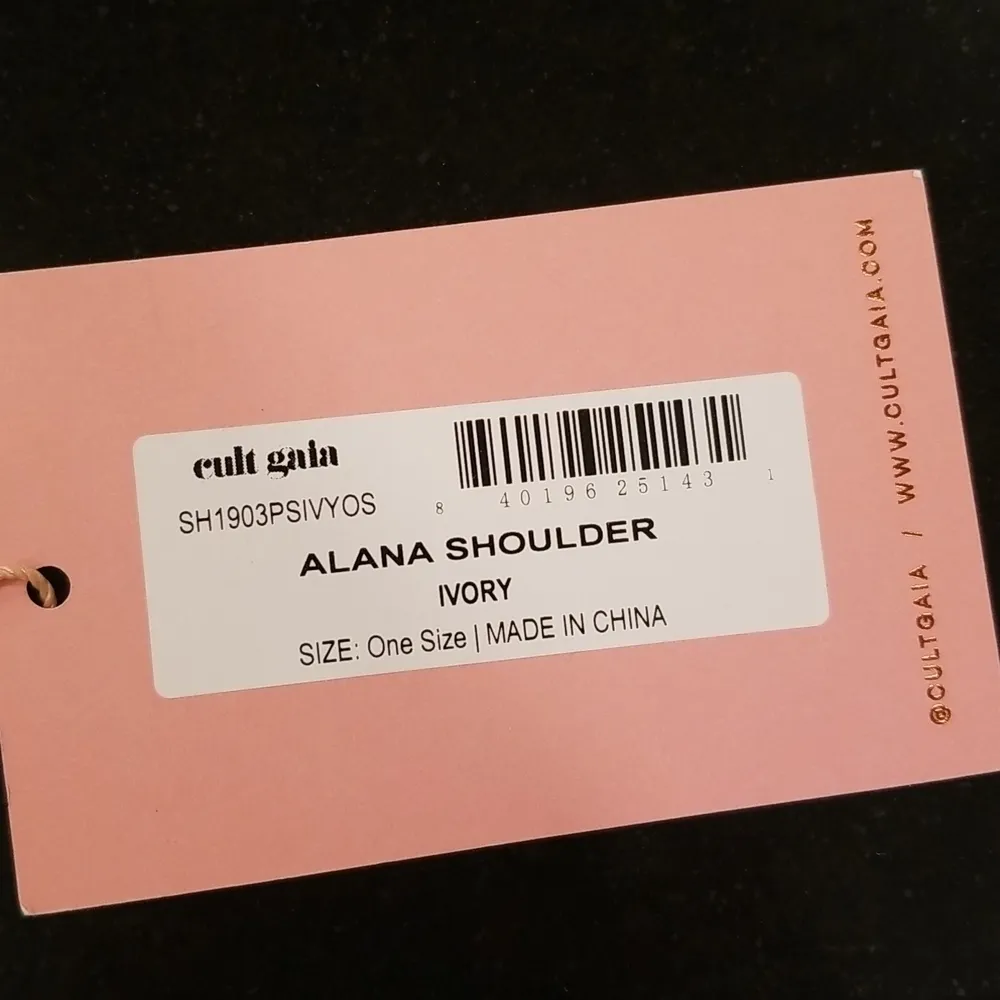 cult gaia
SH1903PSIVYOS
8 40196 25143 1
ALANA SHOULDER
IVORY
SIZE: One Size | MADE IN CHINA
@CULTGAIA / WWW.CULTGAIA.COM